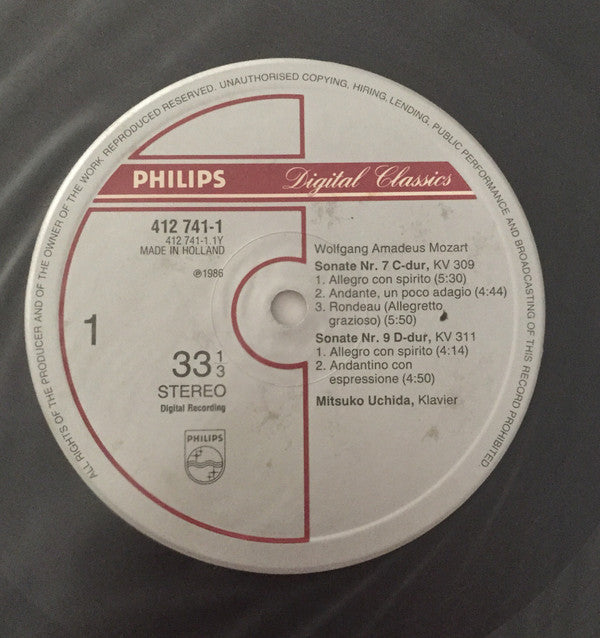 ALL RIGHTS OF THE PRODUCER AND OF THE OWNER OF THE WORK REPRODUCED RESERVED. UNAUTHORISED COPYING, HIRING, LENDING, PUBLIC PERFORMANCE AND BROADCASTING OF THIS RECORD PROHIBITED.
PHILIPS Digital Classics
412 741-1
412 741-1.1Y
MADE IN HOLLAND
℗1986
1
33 1/3
STEREO
Digital Recording
PHILIPS
Wolfgang Amadeus Mozart
Sonate Nr. 7 C-dur, KV 309
1. Allegro con spirito (5:30)
2. Andante, un poco adagio (4:44)
3. Rondeau (Allegretto
grazioso) (5:50)
Sonate Nr. 9 D-dur, KV 311
1. Allegro con spirito (4:14)
2. Andantino con
espressione (4:50)
Mitsuko Uchida, Klavier